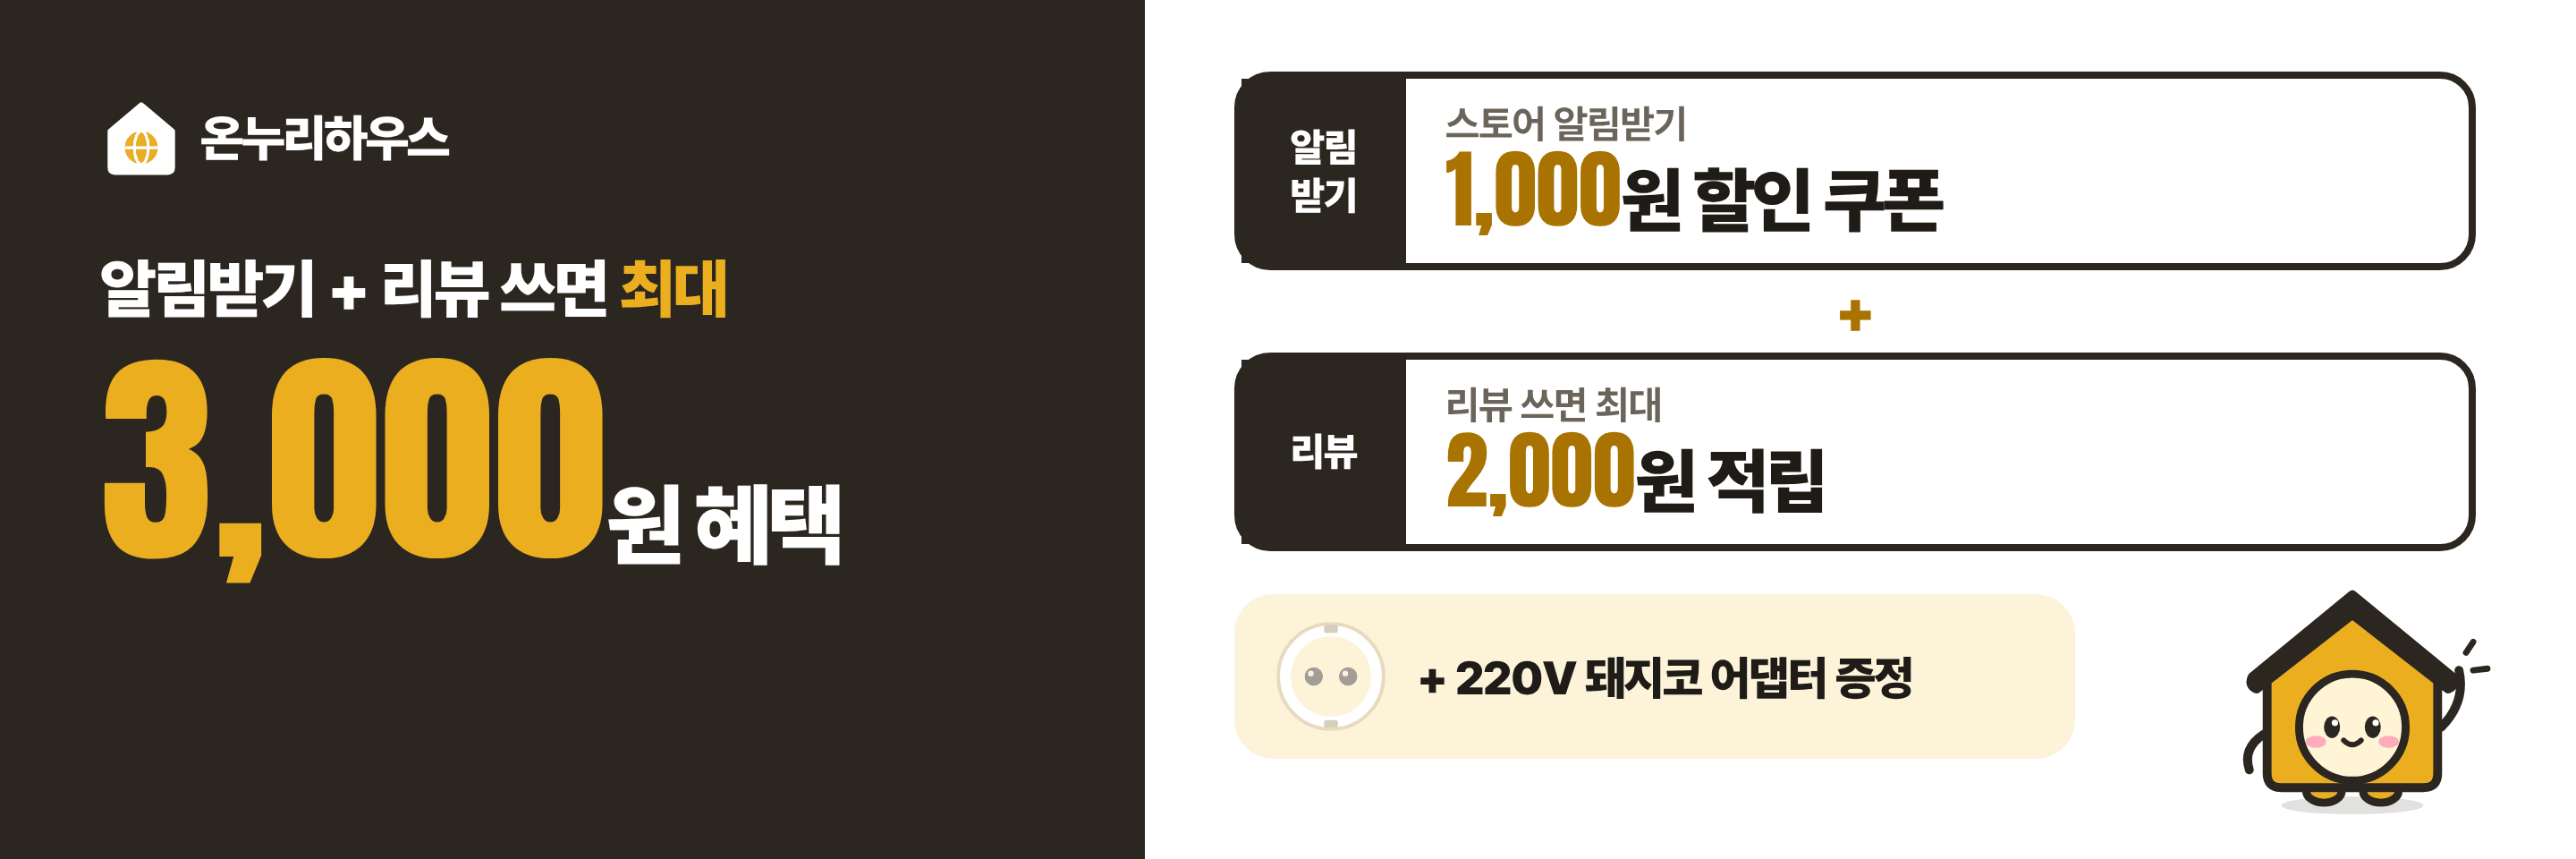 온누리하우스
알림받기 + 리뷰 쓰면 최대
3,000원 혜택
알림
받기
스토어 알림받기
1,000원 할인 쿠폰
+
리뷰
리뷰 쓰면 최대
2,000원 적립
+ 220V 돼지코 어댑터 증정